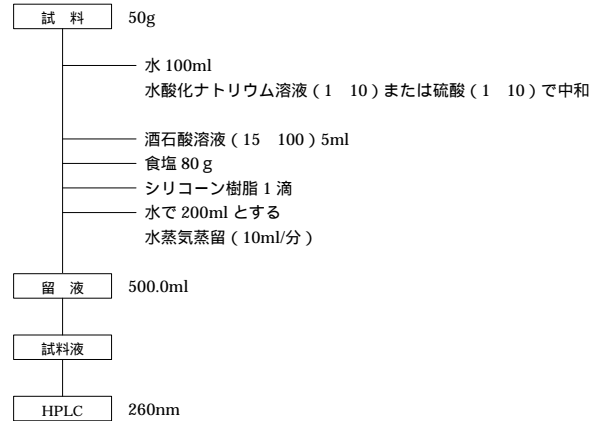 試 料 50g
水 100ml
水酸化ナトリウム溶液（1 10）または硫酸（1 10）で中和
酒石酸溶液（15 100）5ml
食塩 80 g
シリコーン樹脂 1 滴
水で 200ml とする
水蒸気蒸留（10ml/分）
留 液 500.0ml
試料液
HPLC 260nm